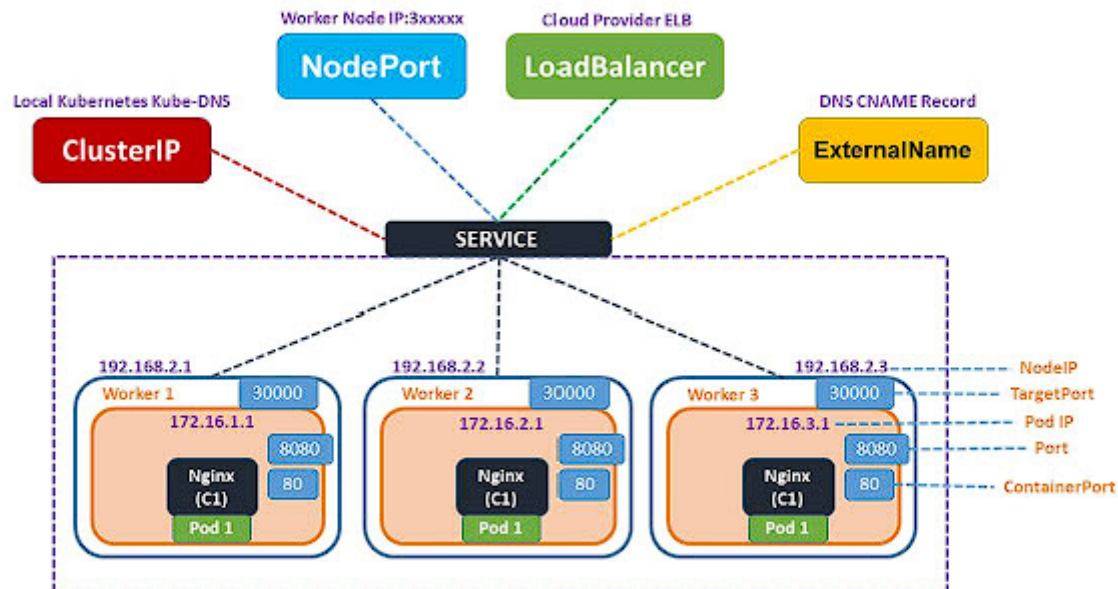 Worker Node IP:3xxxxx
Cloud Provider ELB
NodePort
LoadBalancer
Local Kubernetes Kube-DNS
DNS CNAME Record
ClusterIP
ExternalName
SERVICE
192.168.2.1
192.168.2.2
192.168.2.3
NodeIP
Worker 1
30000
Worker 2
30000
Worker 3
30000
TargetPort
172.16.1.1
172.16.2.1
172.16.3.1
Pod IP
8080
8080
8080
Port
Nginx
(C1)
80
Nginx
(C1)
80
Nginx
(C1)
80
ContainerPort
Pod 1
Pod 1
Pod 1